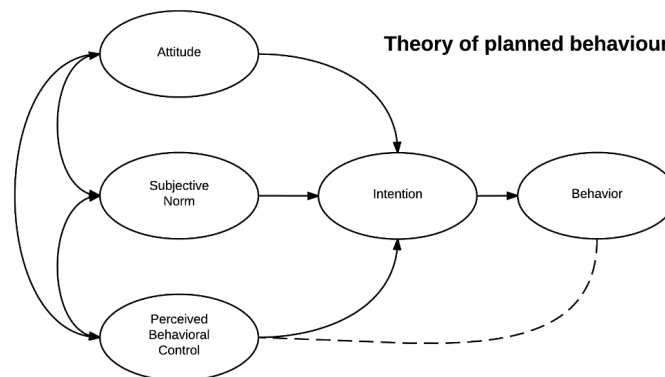 Theory of planned behaviour
Attitude
Subjective
Norm
Intention
Behavior
Perceived
Behavioral
Control